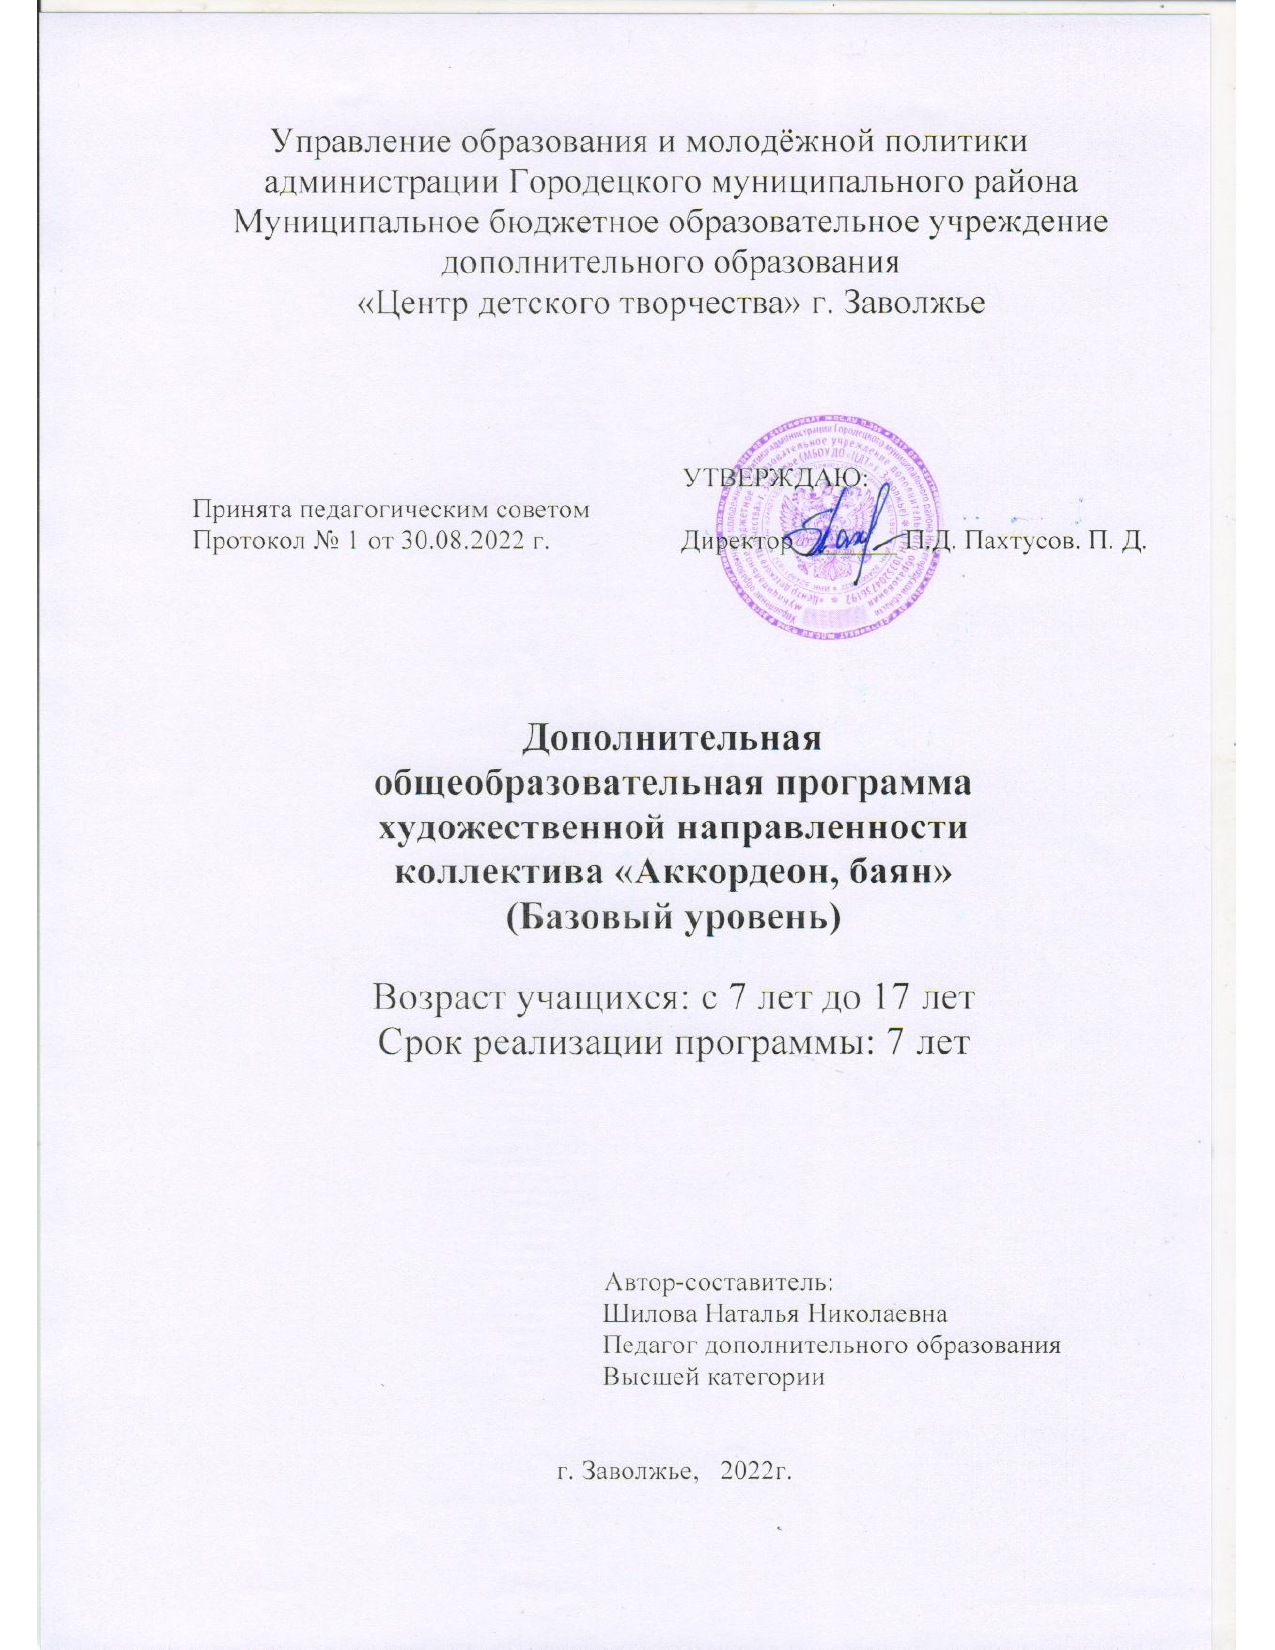 Управление образования и молодёжной политики
администрации Городецкого муниципального района
Муниципальное бюджетное образовательное учреждение
дополнительного образования
«Центр детского творчества» г. Заволжье
УТВЕРЖДАЮ:
Принята педагогическим советом
Протокол № 1 от 30.08.2022 г.
Директор П.Д. Пахтусов. П. Д.
Дополнительная
общеобразовательная программа
художественной направленности
коллектива «Аккордеон, баян»
(Базовый уровень)
Возраст учащихся: с 7 лет до 17 лет
Срок реализации программы: 7 лет
Автор-составитель:
Шилова Наталья Николаевна
Педагог дополнительного образования
Высшей категории
г. Заволжье, 2022г.